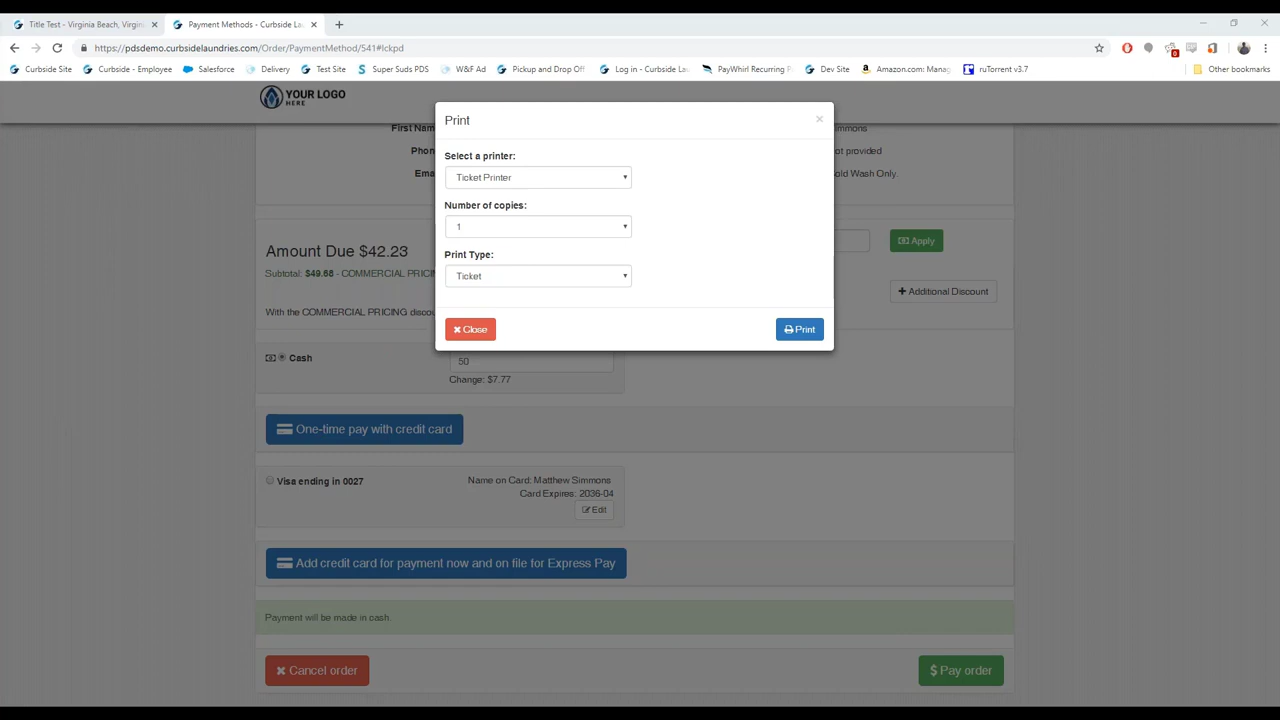 Title Test - Virginia Beach, Virgini
Payment Methods - Curbside La
https://pdsdemo.curbsidelaundries.com/Order/PaymentMethod/541#lckpd
Curbside Site Curbside - Employee Salesforce Delivery Test Site Super Suds PDS W&F Ad Pickup and Drop Off Log in - Curbside La PayWhirl Recurring P Dev Site Amazon.com: Manag ruTorrent v3.7 Other bookmarks
YOUR LOGO
HERE
Print
First Nam
mmons
Phon
ot provided
Select a printer:
Ema
old Wash Only.
Ticket Printer
Number of copies:
1
Amount Due $42.23
Apply
Print Type:
Subtotal: $49.68 - COMMERCIAL PRICIN
Ticket
Additional Discount
With the COMMERCIAL PRICING discou
Close Print
Cash
50
Change: $7.77
One-time pay with credit card
Visa ending in 0027
Name on Card: Matthew Simmons
Card Expires: 2036-04
Edit
Add credit card for payment now and on file for Express Pay
Payment will be made in cash.
Cancel order
$ Pay order